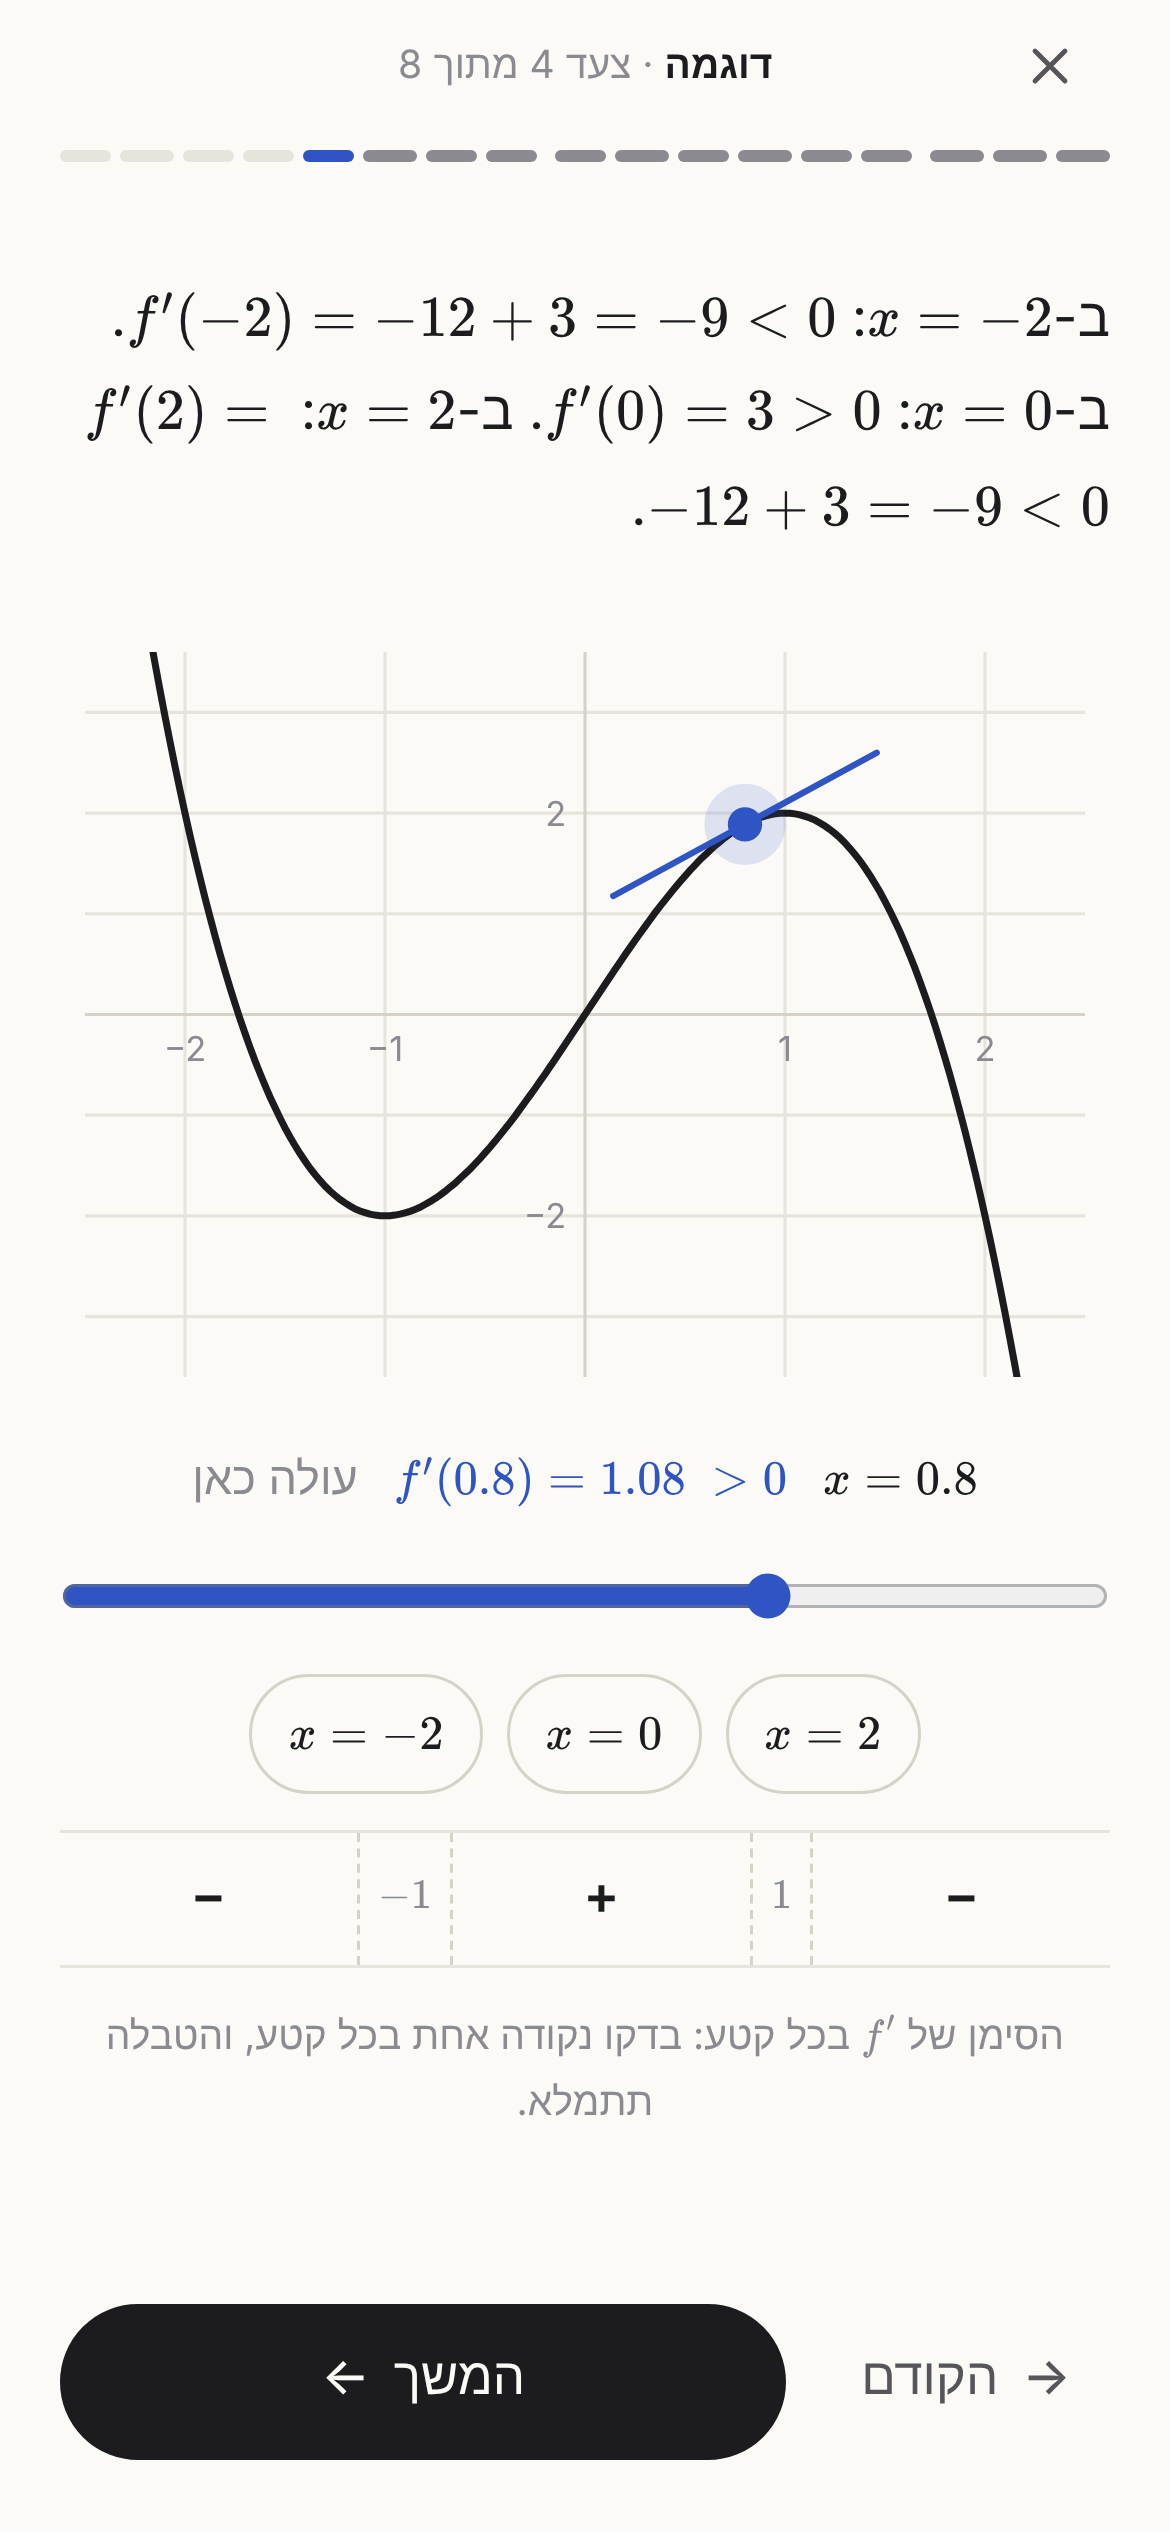 דוגמה · צעד 4 מתוך 8
ב-x = −2: f′(−2) = −12 + 3 = −9 < 0.
ב-x = 0: f′(0) = 3 > 0. ב-x = 2: f′(2) =
−12 + 3 = −9 < 0.
2
−2
−1
1
2
−2
x = 0.8 f′(0.8) = 1.08 > 0 עולה כאן
x = −2
x = 0
x = 2
− −1 + 1 −
הסימן של f′ בכל קטע: בדקו נקודה אחת בכל קטע, והטבלה
תתמלא.
→ הקודם
המשך ←